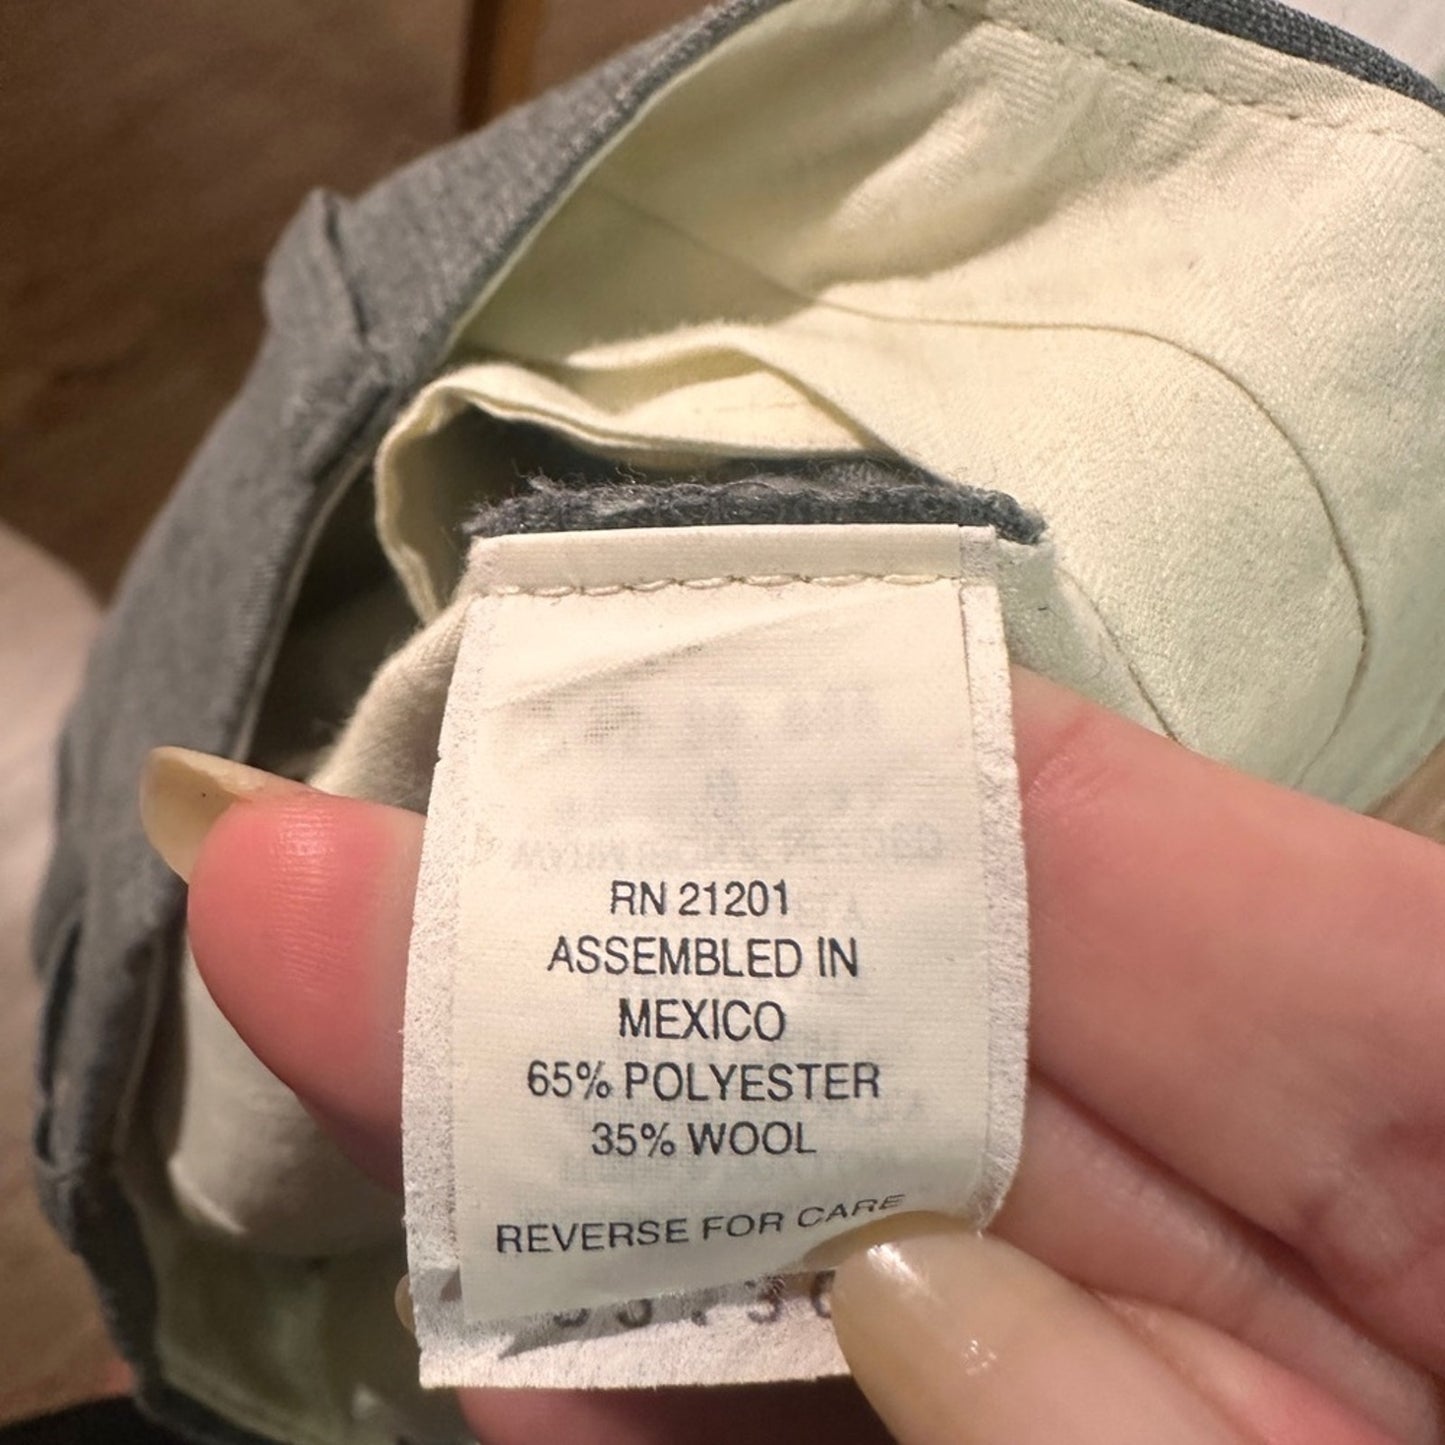 RN 21201
ASSEMBLED IN
MEXICO
65% POLYESTER
35% WOOL
REVERSE FOR CARE